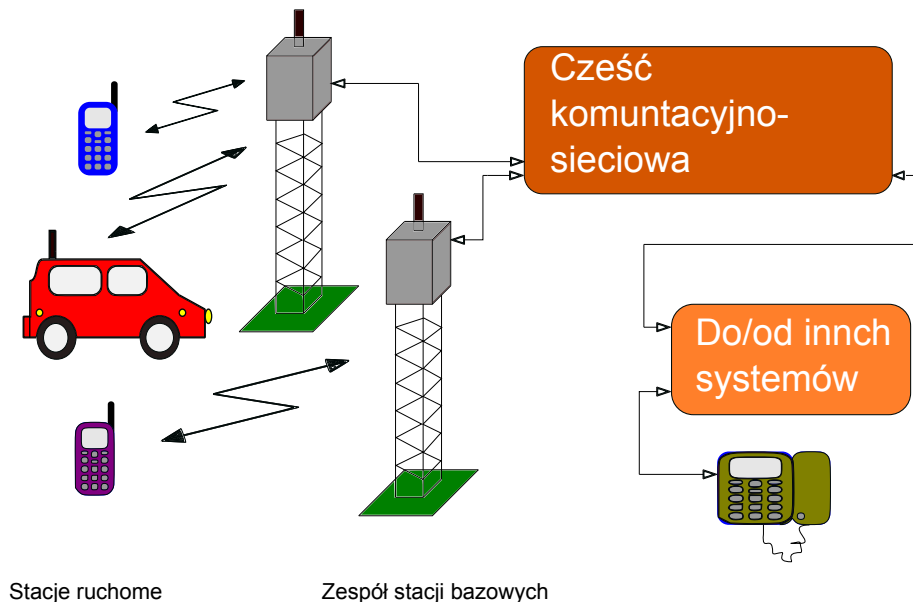 Cześć
komuntacyjno-
sieciowa
Do/od innch
systemów
Stacje ruchome
Zespół stacji bazowych